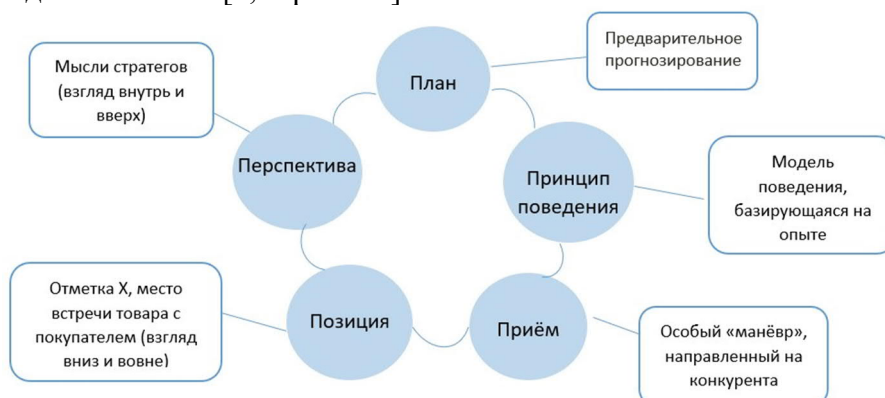 План
Предварительное
прогнозирование
Мысли стратегов
(взгляд внутрь и
вверх)
Перспектива
Принцип
поведения
Модель
поведения,
базирующаяся на
опыте
Отметка X, место
встречи товара с
покупателем (взгляд
вниз и вовне)
Позиция
Приём
Особый «манёвр»,
направленный на
конкурента